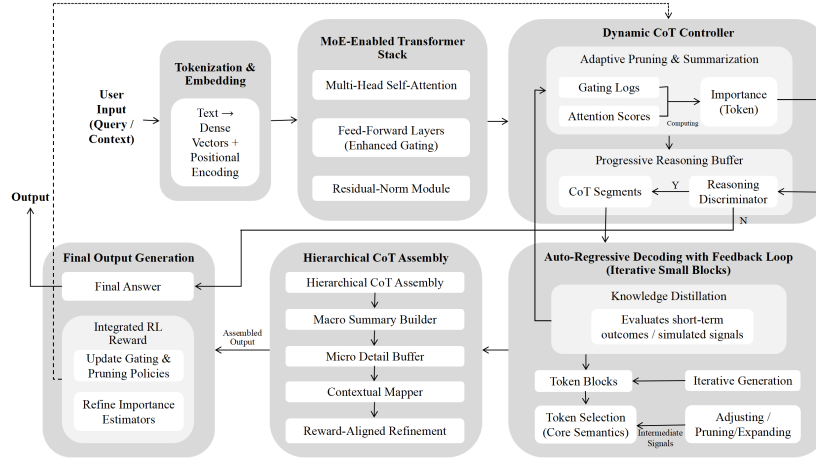 User
Input
(Query /
Context)
Tokenization &
Embedding
Text →
Dense
Vectors +
Positional
Encoding
MoE-Enabled Transformer
Stack
Multi-Head Self-Attention
Feed-Forward Layers
(Enhanced Gating)
Residual-Norm Module
Dynamic CoT Controller
Adaptive Pruning & Summarization
Gating Logs
Attention Scores
Computing
Importance
(Token)
Progressive Reasoning Buffer
CoT Segments
Y
Reasoning
Discriminator
N
Output
Final Output Generation
Final Answer
Integrated RL
Reward
Update Gating &
Pruning Policies
Refine Importance
Estimators
Assembled
Output
Hierarchical CoT Assembly
Hierarchical CoT Assembly
Macro Summary Builder
Micro Detail Buffer
Contextual Mapper
Reward-Aligned Refinement
Auto-Regressive Decoding with Feedback Loop
(Iterative Small Blocks)
Knowledge Distillation
Evaluates short-term
outcomes / simulated signals
Token Blocks
Iterative Generation
Token Selection
(Core Semantics)
Intermediate
Signals
Adjusting /
Pruning/Expanding